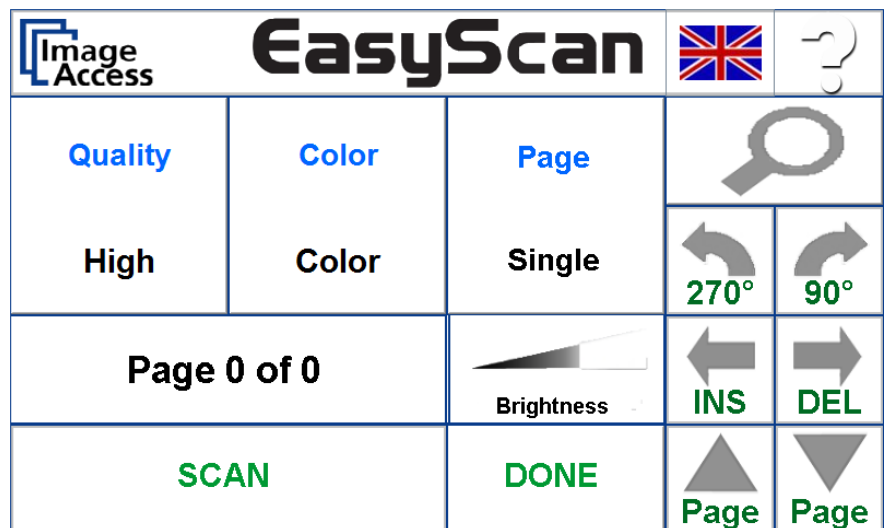 Image
Access
EasyScan
?
Quality
Color
Page
High
Color
Single
270°
90°
Page 0 of 0
Brightness
INS
DEL
SCAN
DONE
Page
Page